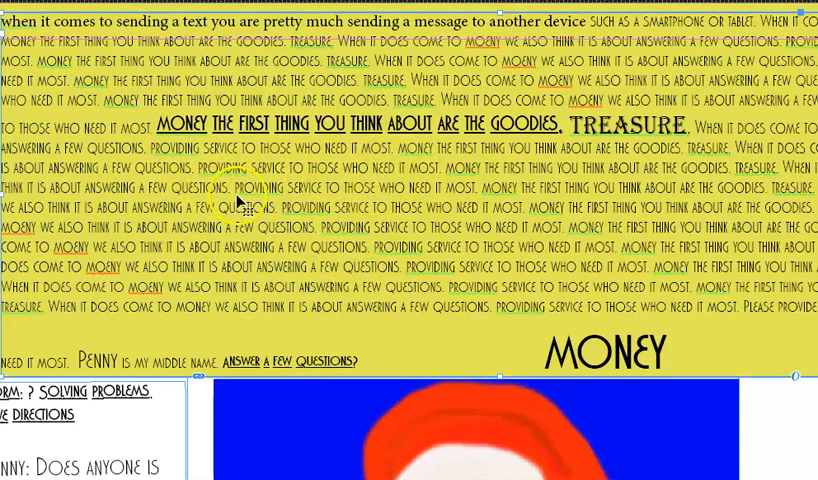 when it comes to sending a text you are pretty much sending a message to another device such as a smartphone or tablet. When it co
money the first thing you think about are the goodies. treasure. When it does come to moeny we also think it is about answering a few questions. provid
most. money the first thing you think about are the goodies. treasure. When it does come to moeny we also think it is about answering a few questions.
need it most. money the first thing you think about are the goodies. treasure. When it does come to moeny we also think it is about answering a few que
who need it most. money the first thing you think about are the goodies. treasure. When it does come to moeny we also think it is about answering a few
to those who need it most. money the first thing you think about are the goodies. treasure. When it does come to
answering a few questions. providing service to those who need it most. money the first thing you think about are the goodies. treasure. When it does co
is about answering a few questions. providing service to those who need it most. money the first thing you think about are the goodies. treasure. When i
think it is about answering a few questions. providing service to those who need it most. money the first thing you think about are the goodies. treasure.
we also think it is about answering a few questions. providing service to those who need it most. money the first thing you think about are the goodies.
moeny we also think it is about answering a few questions. providing service to those who need it most. money the first thing you think about are the go
come to moeny we also think it is about answering a few questions. providing service to those who need it most. money the first thing you think about
does come to moeny we also think it is about answering a few questions. providing service to those who need it most. money the first thing you think a
When it does come to moeny we also think it is about answering a few questions. providing service to those who need it most. money the first thing you
treasure. When it does come to money we also think it is about answering a few questions. providing service to those who need it most. Please provide
need it most. Penny is my middle name. answer a few questions?
MONEY
orm: ? Solving problems.
ve directions
nny: Does anyone is